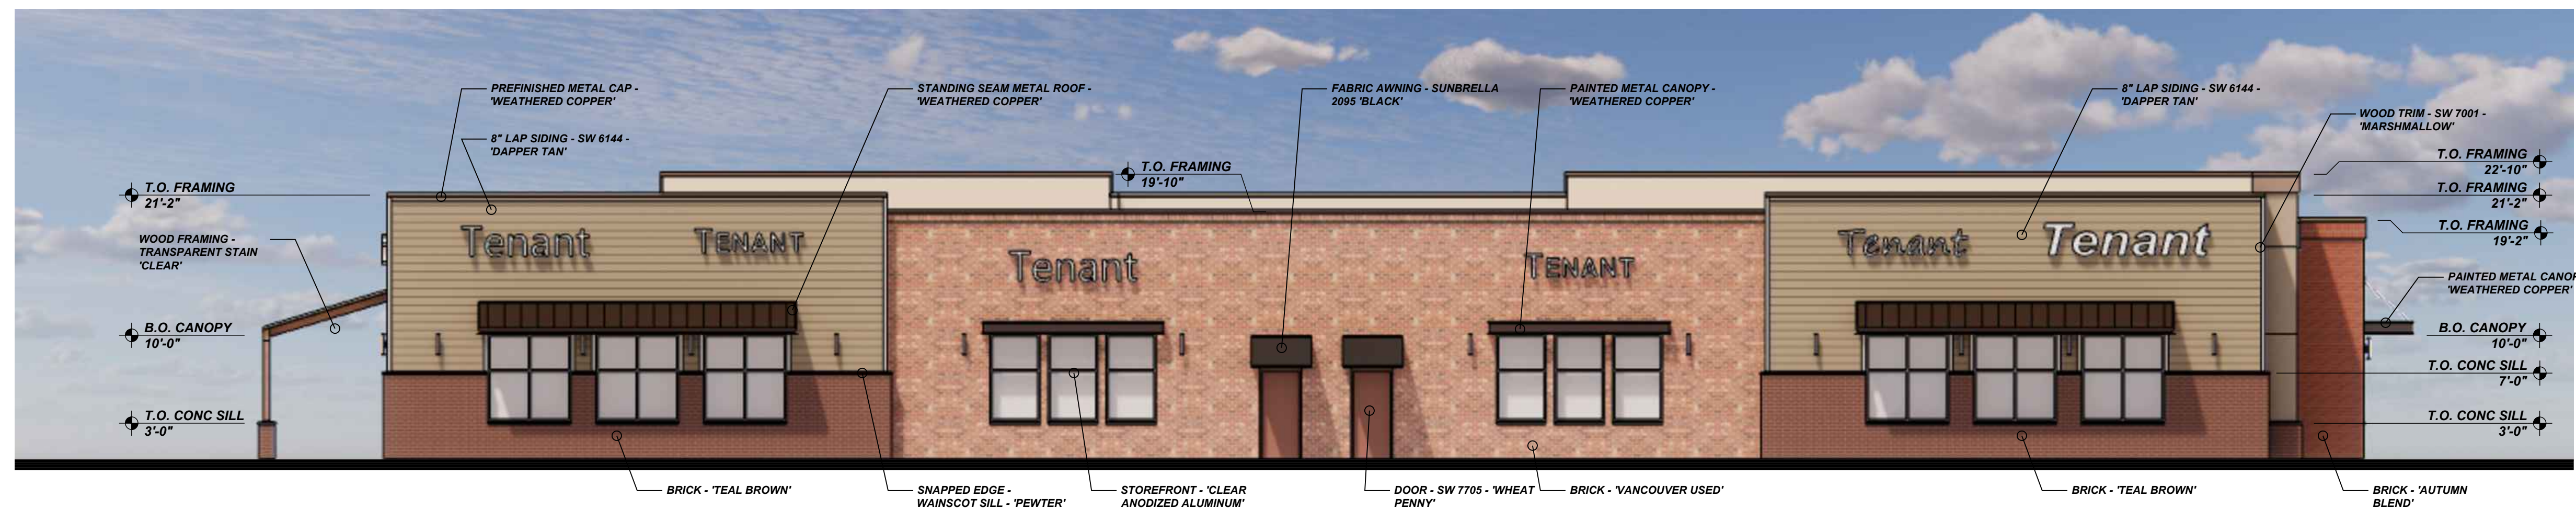 PREFINISHED METAL CAP -
'WEATHERED COPPER'
STANDING SEAM METAL ROOF -
'WEATHERED COPPER'
FABRIC AWNING - SUNBRELLA
2095 'BLACK'
PAINTED METAL CANOPY -
'WEATHERED COPPER'
8" LAP SIDING - SW 6144 -
'DAPPER TAN'
WOOD TRIM - SW 7001 -
'MARSHMALLOW'
8" LAP SIDING - SW 6144 -
'DAPPER TAN'
T.O. FRAMING
22'-10"
T.O. FRAMING
19'-10"
T.O. FRAMING
21'-2"
T.O. FRAMING
21'-2"
T.O. FRAMING
19'-2"
WOOD FRAMING -
TRANSPARENT STAIN
'CLEAR'
Tenant
TENANT
Tenant
TENANT
Tenant
Tenant
PAINTED METAL CANOP
'WEATHERED COPPER'
B.O. CANOPY
10'-0"
B.O. CANOPY
10'-0"
T.O. CONC SILL
7'-0"
T.O. CONC SILL
3'-0"
T.O. CONC SILL
3'-0"
BRICK - 'TEAL BROWN'
SNAPPED EDGE -
WAINSCOT SILL - 'PEWTER'
STOREFRONT - 'CLEAR
ANODIZED ALUMINUM'
DOOR - SW 7705 - 'WHEAT
PENNY'
BRICK - 'VANCOUVER USED'
BRICK - 'TEAL BROWN'
BRICK - 'AUTUMN
BLEND'